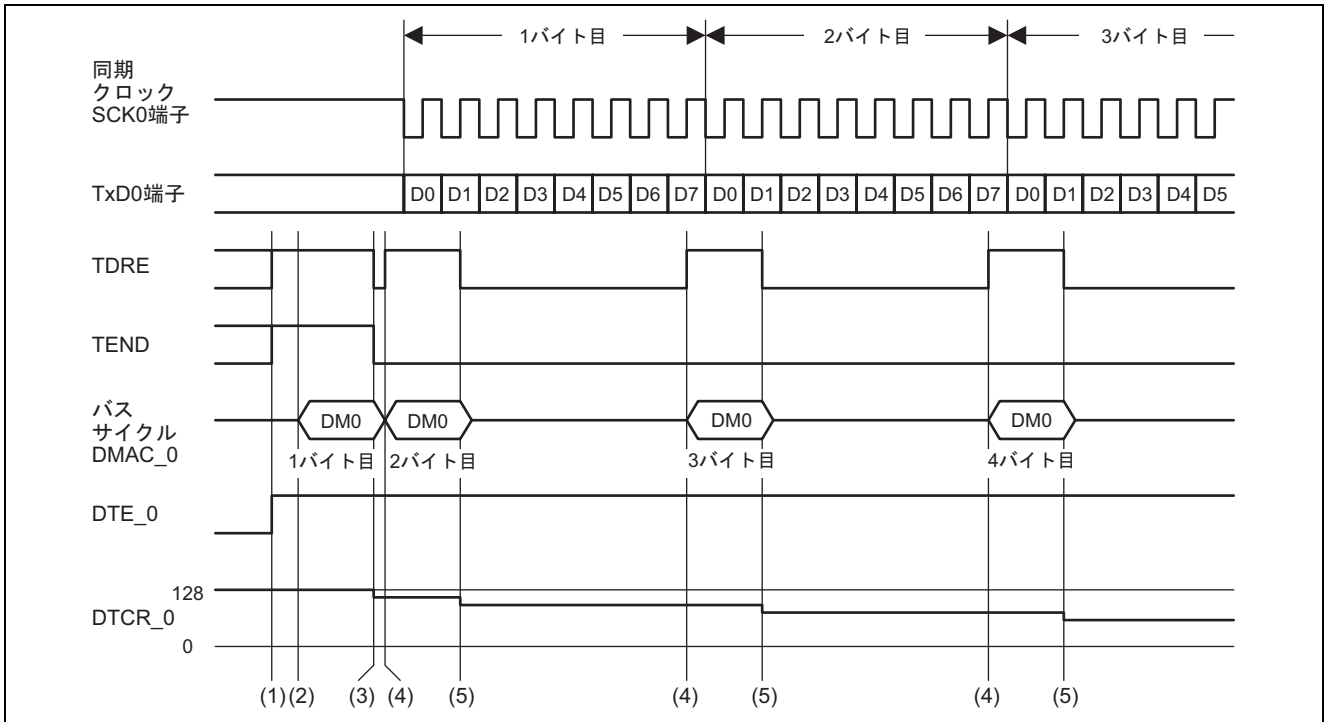 1バイト目 2バイト目 3バイト目
同期
クロック
SCK0端子
TxD0端子 D0 D1 D2 D3 D4 D5 D6 D7 D0 D1 D2 D3 D4 D5 D6 D7 D0 D1 D2 D3 D4 D5
TDRE
TEND
バス
サイクル
DMAC_0
DM0 DM0 DM0 DM0
1バイト目 2バイト目 3バイト目 4バイト目
DTE_0
128
DTCR_0
0
(1) (2) (3) (4) (5) (4) (5) (4) (5)